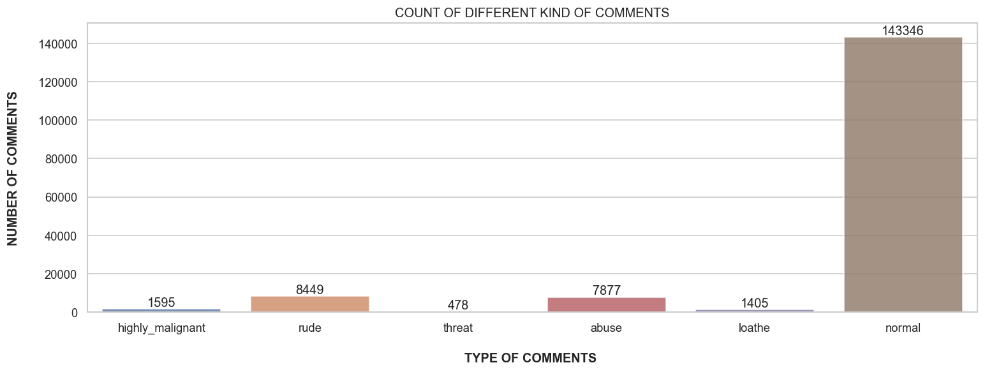 COUNT OF DIFFERENT KIND OF COMMENTS
NUMBER OF COMMENTS
140000
120000
100000
80000
60000
40000
20000
0
1595
8449
478
7877
1405
143346
highly_malignant
rude
threat
abuse
loathe
normal
TYPE OF COMMENTS